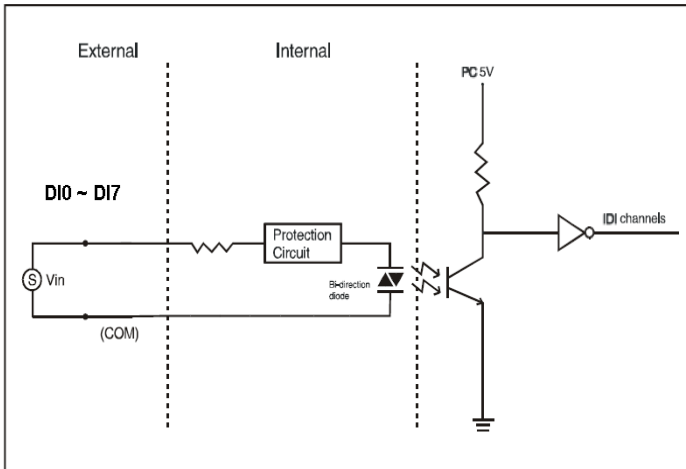 External
Internal
PC 5V
DI0 ~ DI7
IDI channels
Protection
Circuit
S
Vin
Bi-direction
diode
(COM)